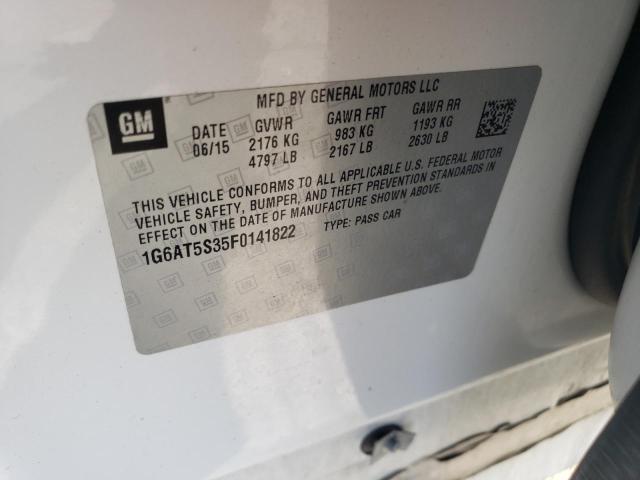 GM
MFD BY GENERAL MOTORS LLC
DATE GVWR GAWR FRT GAWR RR
06/15 2176 KG 983 KG 1193 KG
4797 LB 2167 LB 2630 LB
THIS VEHICLE CONFORMS TO ALL APPLICABLE U.S. FEDERAL MOTOR
VEHICLE SAFETY, BUMPER, AND THEFT PREVENTION STANDARDS IN
EFFECT ON THE DATE OF MANUFACTURE SHOWN ABOVE.
1G6AT5S35F0141822 TYPE: PASS CAR